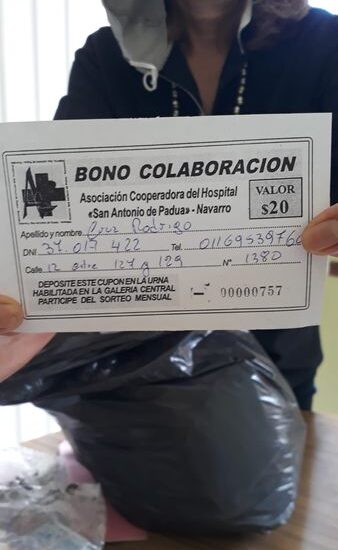 BONO COLABORACION
Asociación Cooperadora del Hospital
«San Antonio de Padua» - Navarro
VALOR
$20
Apellido y nombre Cruz Rodrigo
DNI 37.017.422 Tel. 01169539766
Calle 12 entre 127 y 129 Nº 1380
DEPOSITE ESTE CUPON EN LA URNA
HABILITADA EN LA GALERIA CENTRAL
PARTICIPE DEL SORTEO MENSUAL
00000757